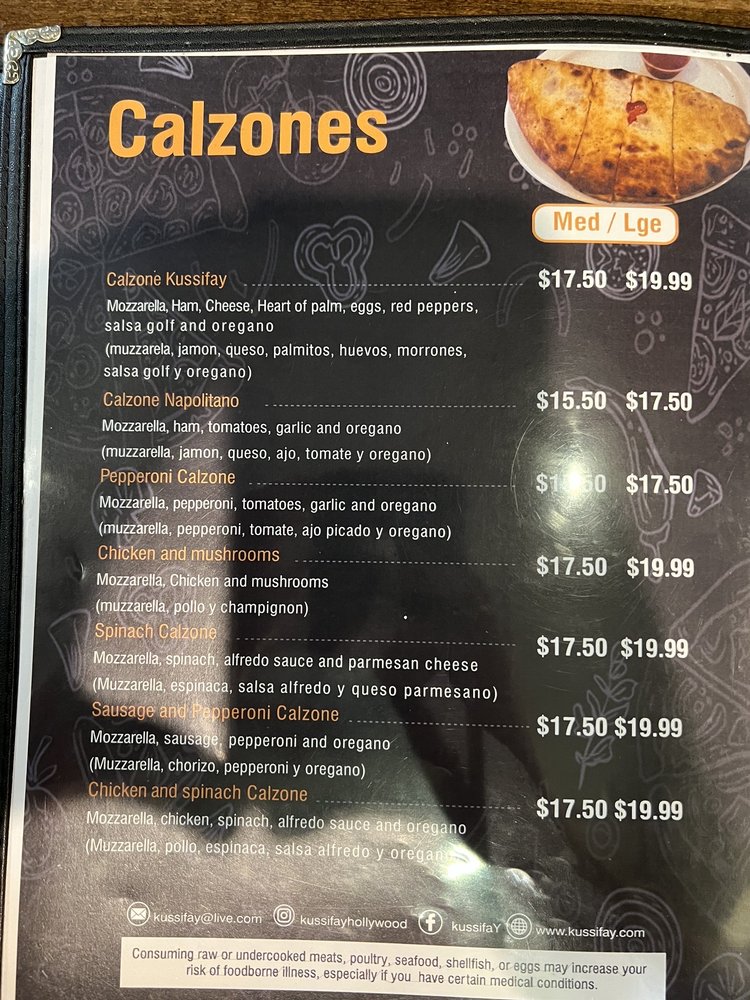 Calzones
Med / Lge
Calzone Kussifay $17.50 $19.99
Mozzarella, Ham, Cheese, Heart of palm, eggs, red peppers,
salsa golf and oregano
(muzzarela, jamon, queso, palmitos, huevos, morrones,
salsa golf y oregano)
Calzone Napolitano $15.50 $17.50
Mozzarella, ham, tomatoes, garlic and oregano
(muzzarella, jamon, queso, ajo, tomate y oregano)
Pepperoni Calzone $17.50
Mozzarella, pepperoni, tomatoes, garlic and oregano
(muzzarella, pepperoni, tomate, ajo picado y oregano)
Chicken and mushrooms $17.50 $19.99
Mozzarella, Chicken and mushrooms
(muzzarella, pollo y champignon)
Spinach Calzone $17.50 $19.99
Mozzarella, spinach, alfredo sauce and parmesan cheese
(Muzzarella, espinaca, salsa alfredo y queso parmesano)
Sausage and Pepperoni Calzone $17.50 $19.99
Mozzarella, sausage, pepperoni and oregano
(Muzzarella, chorizo, pepperoni y oregano)
Chicken and spinach Calzone $17.50 $19.99
Mozzarella, chicken, spinach, alfredo sauce and oregano
(Muzzarella, pollo, espinaca, salsa alfredo y oregano
kussifay@live.com kussifayhollywood kussifaY www.kussifay.com
Consuming raw or undercooked meats, poultry, seafood, shellfish, or eggs may increase your
risk of foodborne illness, especially if you have certain medical conditions.